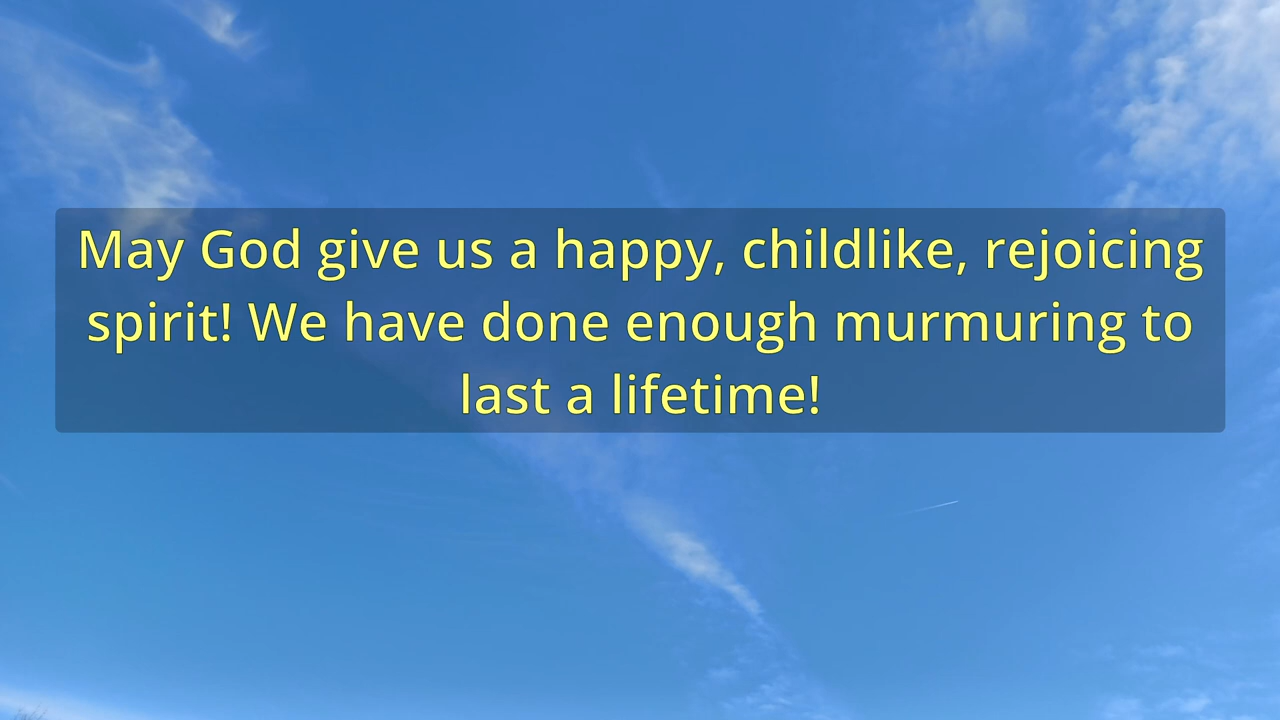 May God give us a happy, childlike, rejoicing
spirit! We have done enough murmuring to
last a lifetime!